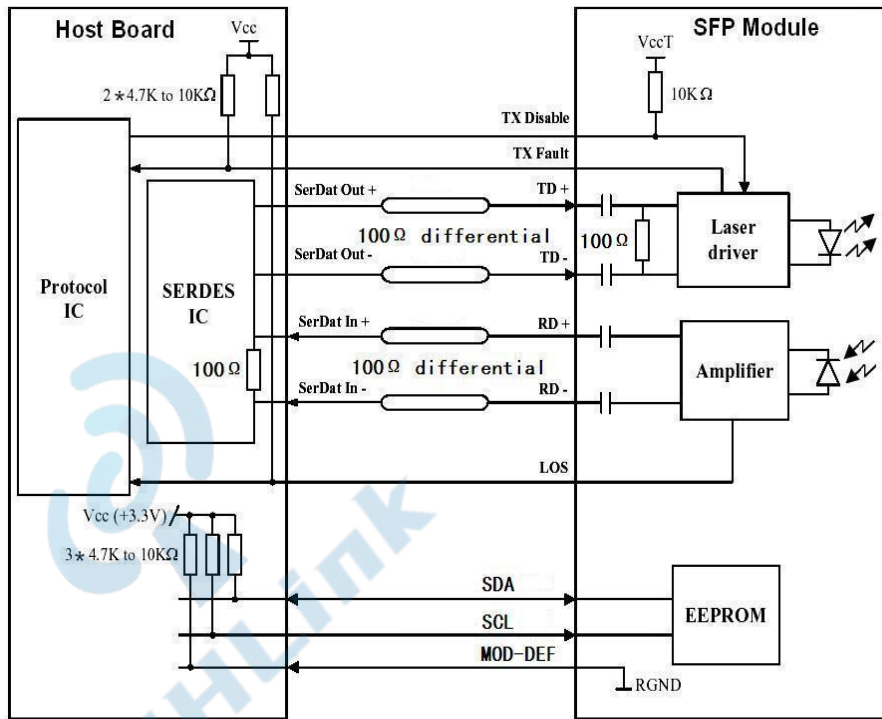 Host Board
SFP Module
Vcc
VccT
2*4.7K to 10KΩ
10KΩ
TX Disable
TX Fault
SerDat Out +
TD +
100Ω differential
100Ω
SerDat Out-
TD -
Laser
driver
Protocol
IC
SERDES
IC
SerDat In +
RD +
100Ω
100Ω differential
Amplifier
SerDat In -
RD -
LOS
Vcc (+3.3V)
3*4.7K to 10KΩ
SDA
SCL
MOD-DEF
EEPROM
RGND